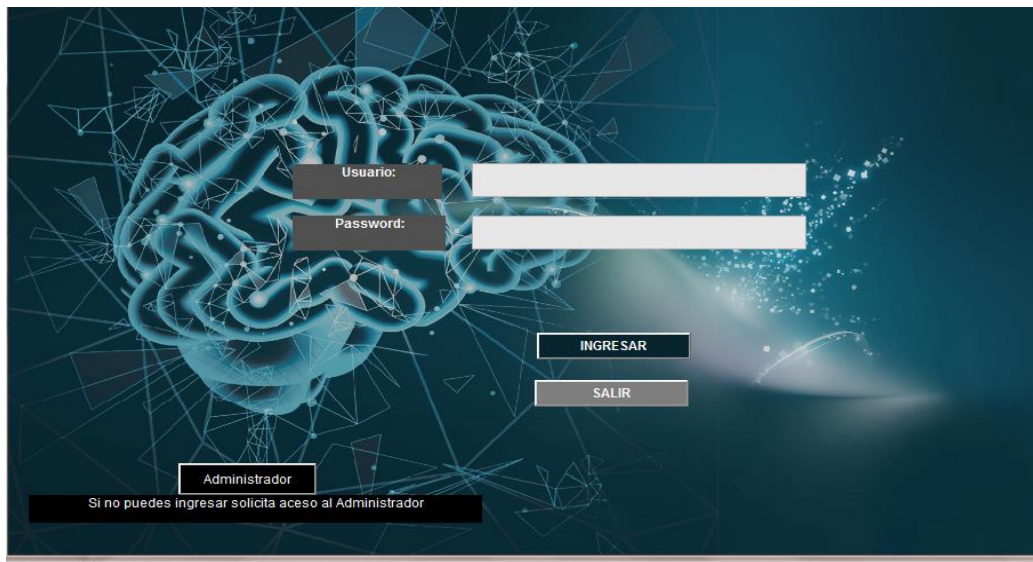 Usuario:
Password:
INGRESAR
SALIR
Administrador
Si no puedes ingresar solicita aceso al Administrador